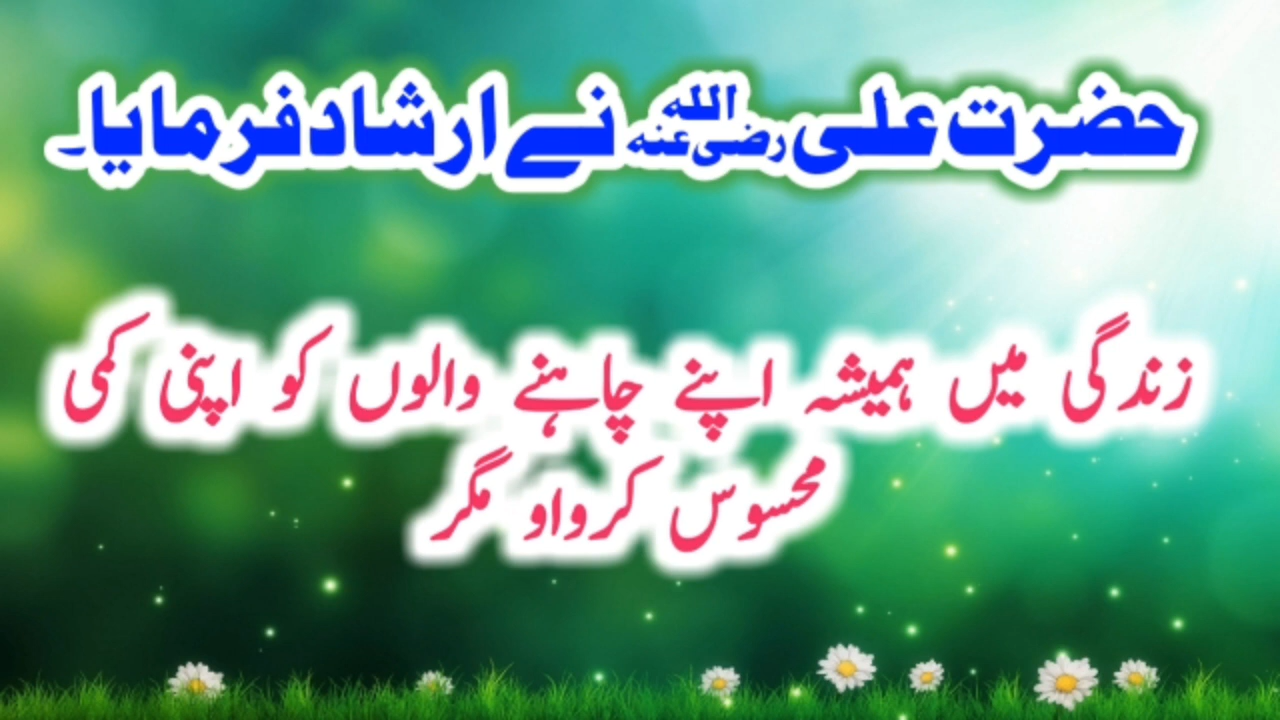 حضرت علی رضی اللہ عنہ نے ارشاد فرمایا۔
زندگی میں ہمیشہ اپنے چاہنے والوں کو اپنی کمی
محسوس کرواو مگر